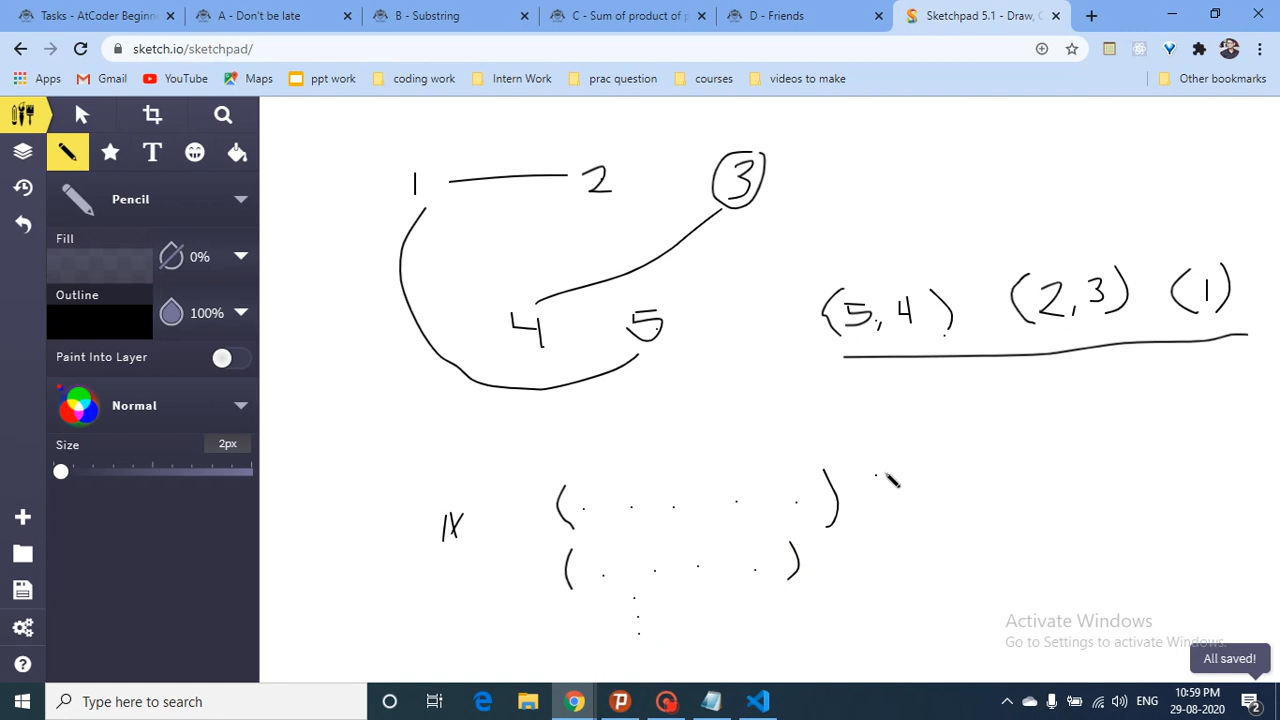 Tasks - AtCoder Beginn
A - Don't be late
B - Substring
C - Sum of product of p
D - Friends
Sketchpad 5.1 - Draw, C
sketch.io/sketchpad/
Apps Gmail YouTube Maps ppt work coding work Intern Work prac question courses videos to make Other bookmarks
Pencil
Fill
0%
Outline
100%
Paint Into Layer
Normal
Size 2px
1 2 3
4 5
(5,4) (2,3) (1)
Activate Windows
Go to Settings to activate Windows.
All saved!
Type here to search
ENG
10:59 PM
29-08-2020
2